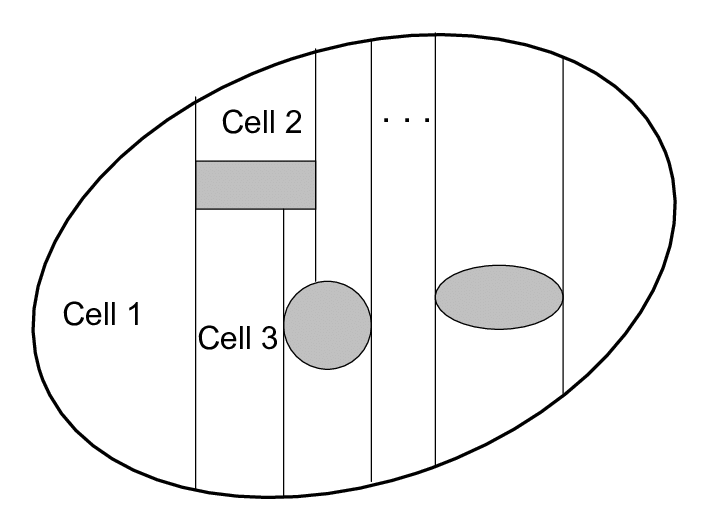 Cell 2
. . .
Cell 1
Cell 3